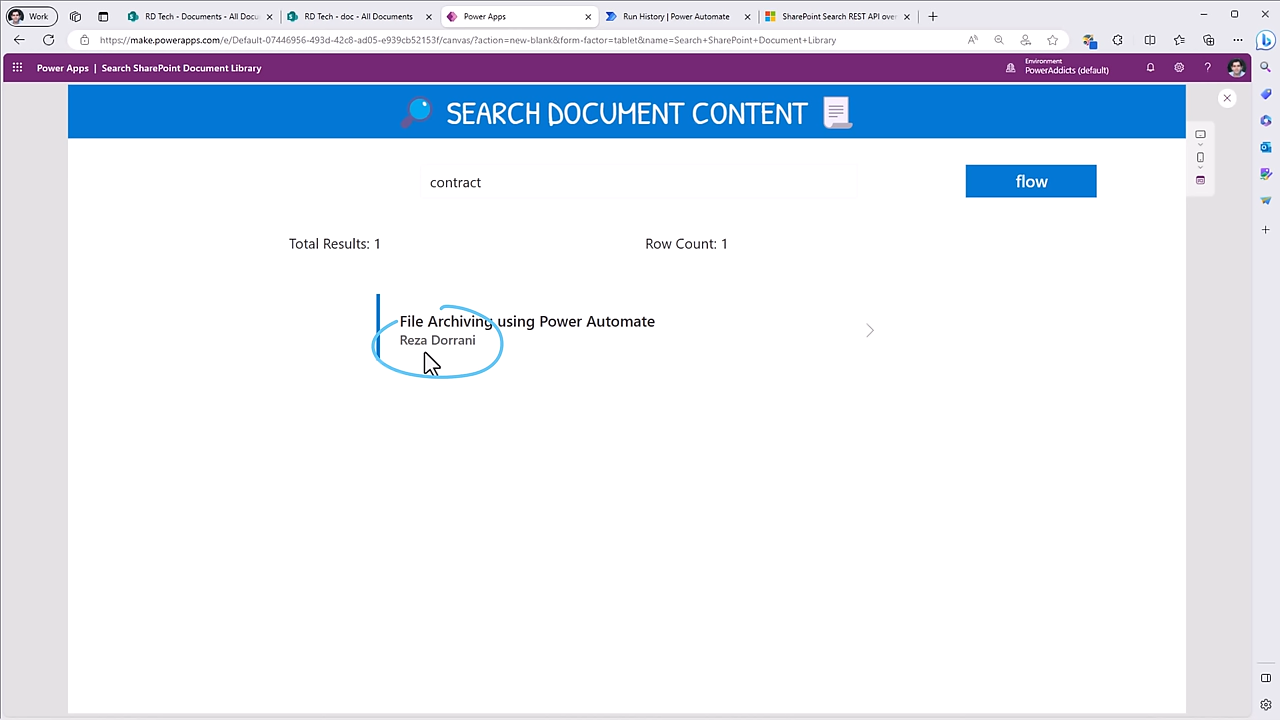 Work
RD Tech - Documents - All Docu
RD Tech - doc - All Documents
Power Apps
Run History | Power Automate
SharePoint Search REST API over
https://make.powerapps.com/e/Default-07446956-493d-42c8-ad05-e939cb52153f/canvas/?action=new-blank&form-factor=tablet&name=Search+SharePoint+Document+Library
Power Apps | Search SharePoint Document Library
Environment
PowerAddicts (default)
SEARCH DOCUMENT CONTENT
contract
flow
Total Results: 1
Row Count: 1
File Archiving using Power Automate
Reza Dorrani